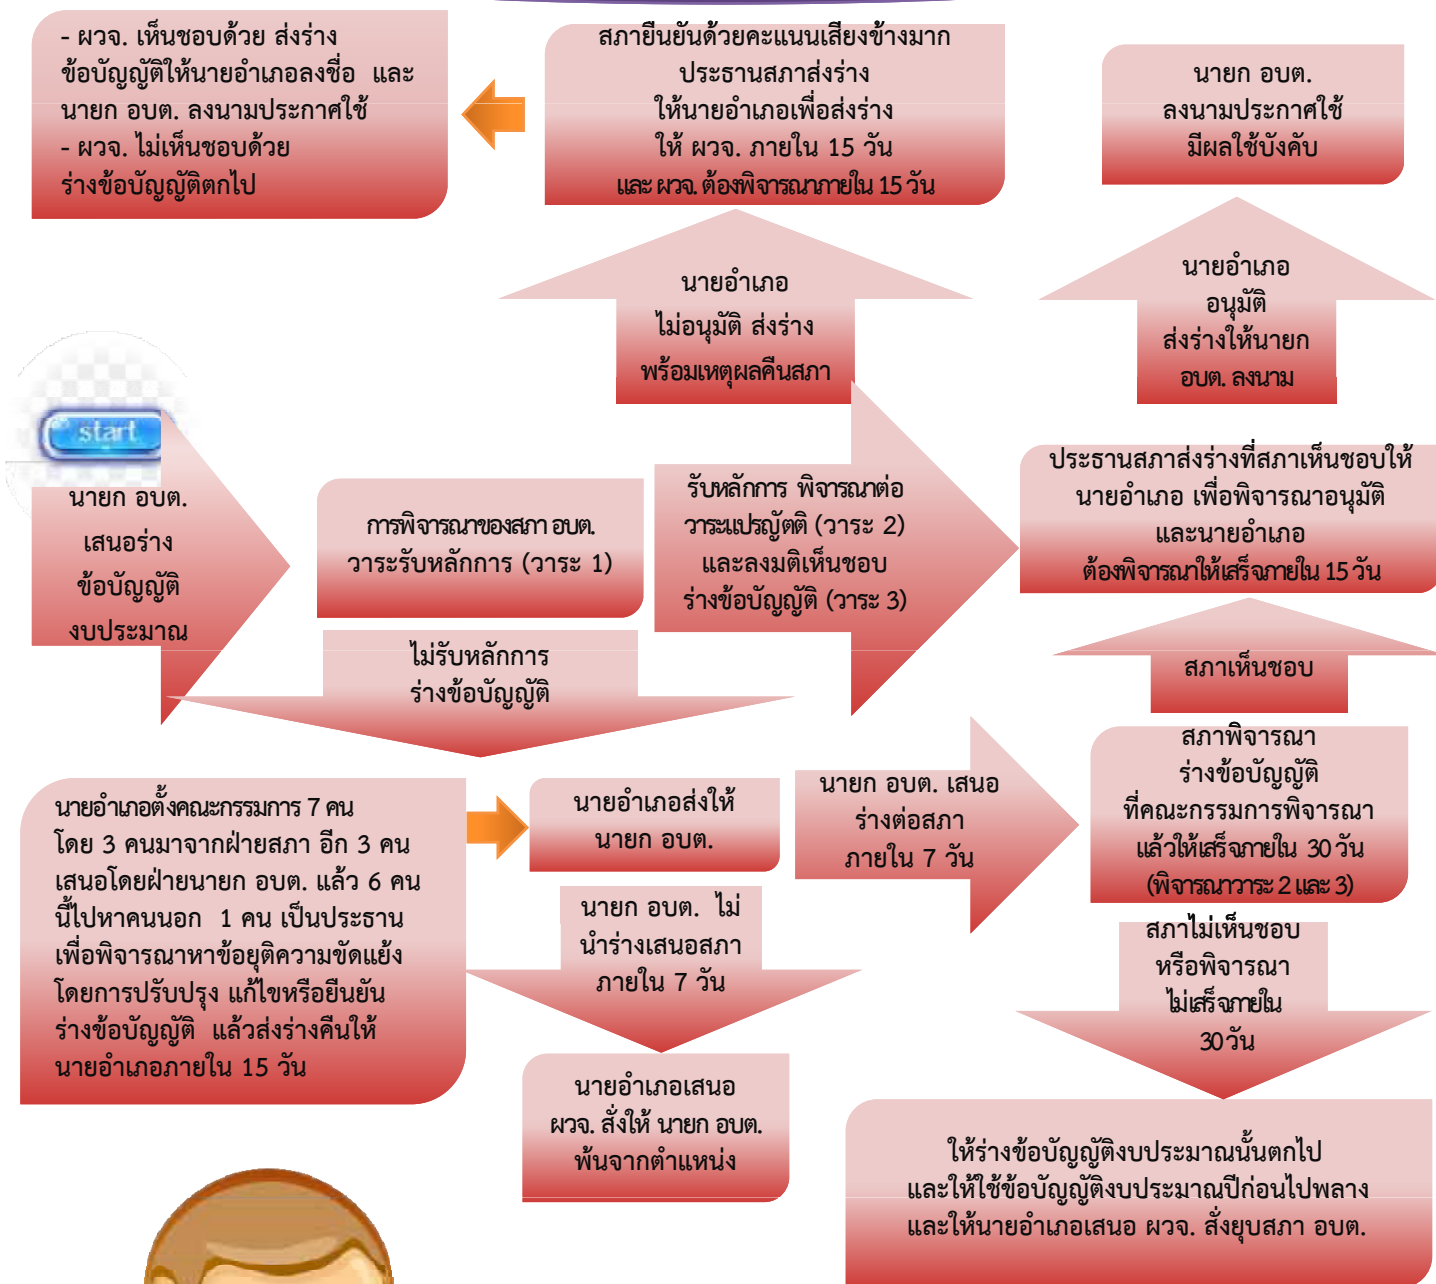 - ผวจ. เห็นชอบด้วย ส่งร่าง
ข้อบัญญัติให้นายอำเภอลงชื่อ และ
นายก อบต. ลงนามประกาศใช้
- ผวจ. ไม่เห็นชอบด้วย
ร่างข้อบัญญัติตกไป
สภายืนยันด้วยคะแนนเสียงข้างมาก
ประธานสภาส่งร่าง
ให้นายอำเภอเพื่อส่งร่าง
ให้ ผวจ. ภายใน 15 วัน
และ ผวจ. ต้องพิจารณาภายใน 15 วัน
นายก อบต.
ลงนามประกาศใช้
มีผลใช้บังคับ
นายอำเภอ
ไม่อนุมัติ ส่งร่าง
พร้อมเหตุผลคืนสภา
นายอำเภอ
อนุมัติ
ส่งร่างให้นายก
อบต. ลงนาม
start
นายก อบต.
เสนอร่าง
ข้อบัญญัติ
งบประมาณ
การพิจารณาของสภา อบต.
วาระรับหลักการ (วาระ 1)
รับหลักการ พิจารณาต่อ
วาระแปรญัตติ (วาระ 2)
และลงมติเห็นชอบ
ร่างข้อบัญญัติ (วาระ 3)
ประธานสภาส่งร่างที่สภาเห็นชอบให้
นายอำเภอ เพื่อพิจารณาอนุมัติ
และนายอำเภอ
ต้องพิจารณาให้เสร็จภายใน 15 วัน
ไม่รับหลักการ
ร่างข้อบัญญัติ
สภาเห็นชอบ
นายอำเภอตั้งคณะกรรมการ 7 คน
โดย 3 คนมาจากฝ่ายสภา อีก 3 คน
เสนอโดยฝ่ายนายก อบต. แล้ว 6 คน
นี้ไปหาคนนอก 1 คน เป็นประธาน
เพื่อพิจารณาหาข้อยุติความขัดแย้ง
โดยการปรับปรุง แก้ไขหรือยืนยัน
ร่างข้อบัญญัติ แล้วส่งร่างคืนให้
นายอำเภอภายใน 15 วัน
นายอำเภอส่งให้
นายก อบต.
นายก อบต. เสนอ
ร่างต่อสภา
ภายใน 7 วัน
สภาพิจารณา
ร่างข้อบัญญัติ
ที่คณะกรรมการพิจารณา
แล้วให้เสร็จภายใน 30 วัน
(พิจารณาวาระ 2 และ 3)
นายก อบต. ไม่
นำร่างเสนอสภา
ภายใน 7 วัน
สภาไม่เห็นชอบ
หรือพิจารณา
ไม่เสร็จภายใน
30 วัน
นายอำเภอเสนอ
ผวจ. สั่งให้ นายก อบต.
พ้นจากตำแหน่ง
ให้ร่างข้อบัญญัติงบประมาณนั้นตกไป
และให้ใช้ข้อบัญญัติงบประมาณปีก่อนไปพลาง
และให้นายอำเภอเสนอ ผวจ. สั่งยุบสภา อบต.